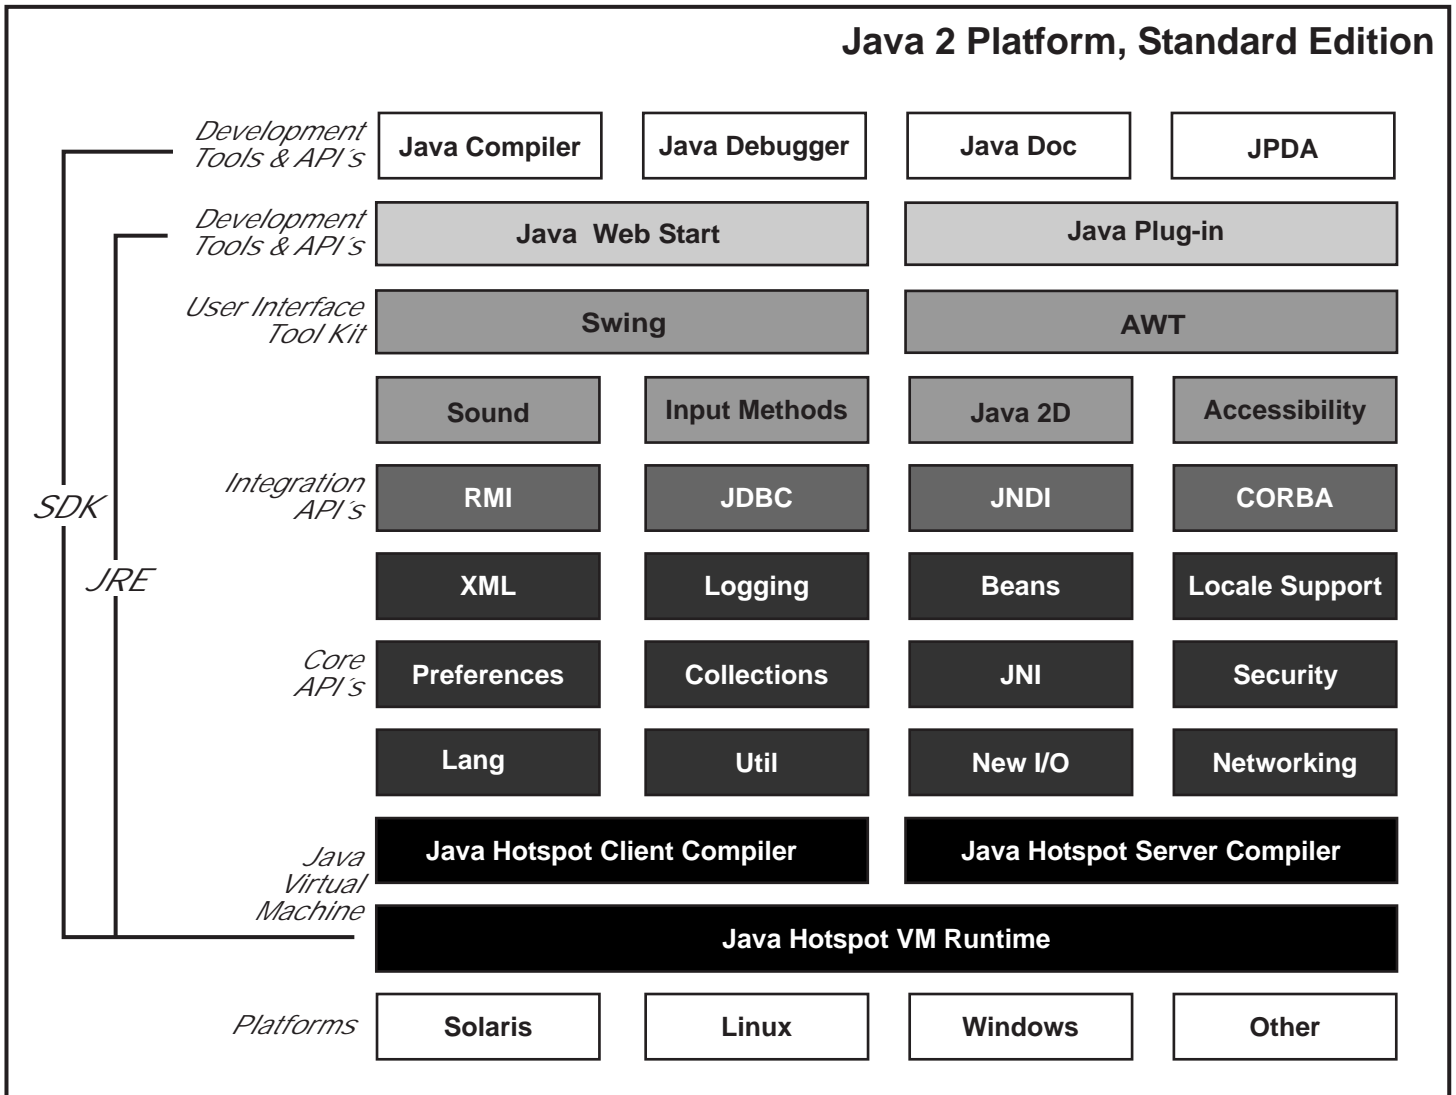 Java 2 Platform, Standard Edition
Development
Tools & API´s
Java Compiler
Java Debugger
Java Doc
JPDA
Development
Tools & API´s
Java Web Start
Java Plug-in
User Interface
Tool Kit
Swing
AWT
Sound
Input Methods
Java 2D
Accessibility
Integration
API´s
RMI
JDBC
JNDI
CORBA
SDK
JRE
XML
Logging
Beans
Locale Support
Core
API´s
Preferences
Collections
JNI
Security
Lang
Util
New I/O
Networking
Java
Virtual
Machine
Java Hotspot Client Compiler
Java Hotspot Server Compiler
Java Hotspot VM Runtime
Platforms
Solaris
Linux
Windows
Other